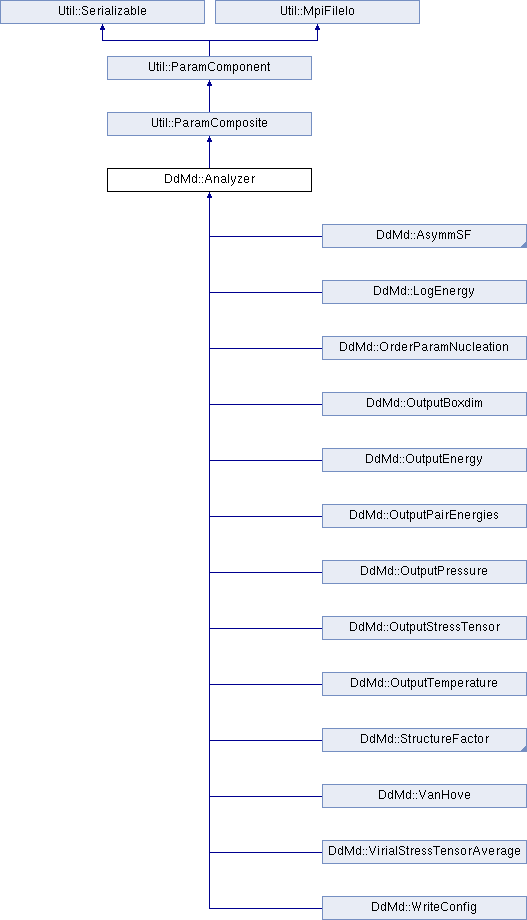 Util::Serializable
Util::MpiFileIo
Util::ParamComponent
Util::ParamComposite
DdMd::Analyzer
DdMd::AsymmSF
DdMd::LogEnergy
DdMd::OrderParamNucleation
DdMd::OutputBoxdim
DdMd::OutputEnergy
DdMd::OutputPairEnergies
DdMd::OutputPressure
DdMd::OutputStressTensor
DdMd::OutputTemperature
DdMd::StructureFactor
DdMd::VanHove
DdMd::VirialStressTensorAverage
DdMd::WriteConfig